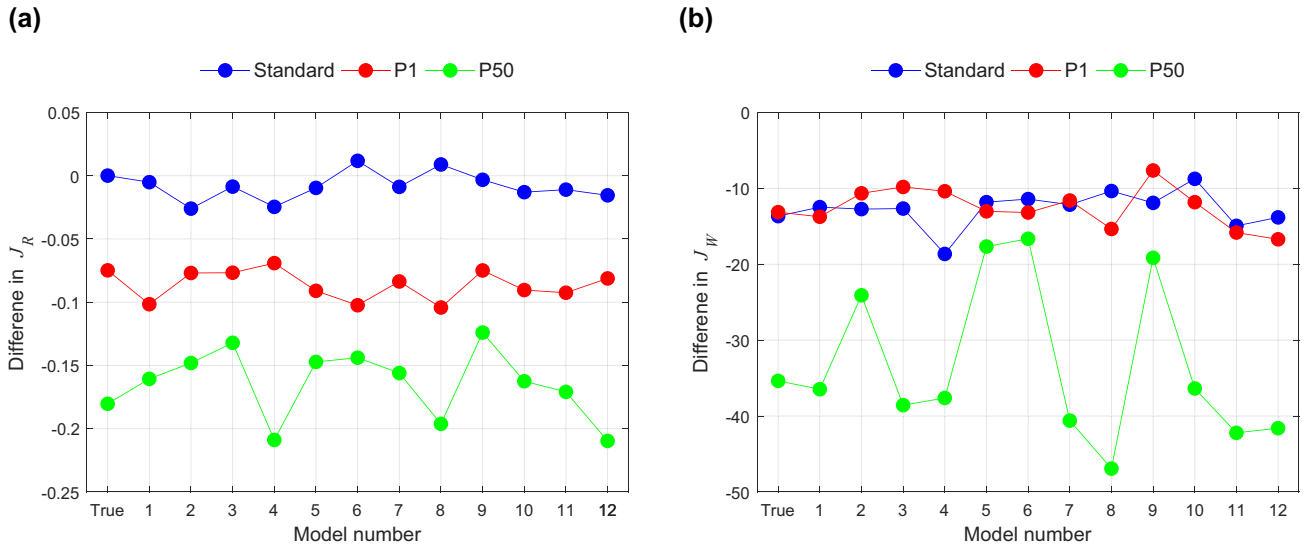 (a)
Standard P1 P50
0.05
0
-0.05
-0.1
-0.15
-0.2
-0.25
Differene in J_R
True 1 2 3 4 5 6 7 8 9 10 11 12
Model number
(b)
Standard P1 P50
0
-10
-20
-30
-40
-50
Differene in J_W
True 1 2 3 4 5 6 7 8 9 10 11 12
Model number